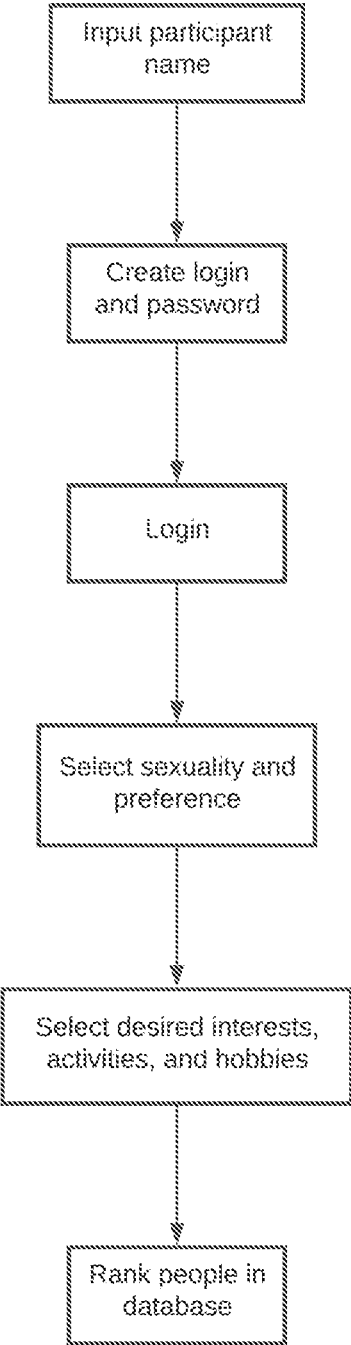 Input participant
name
Create login
and password
Login
Select sexuality and
preference
Select desired interests,
activities, and hobbies
Rank people in
database